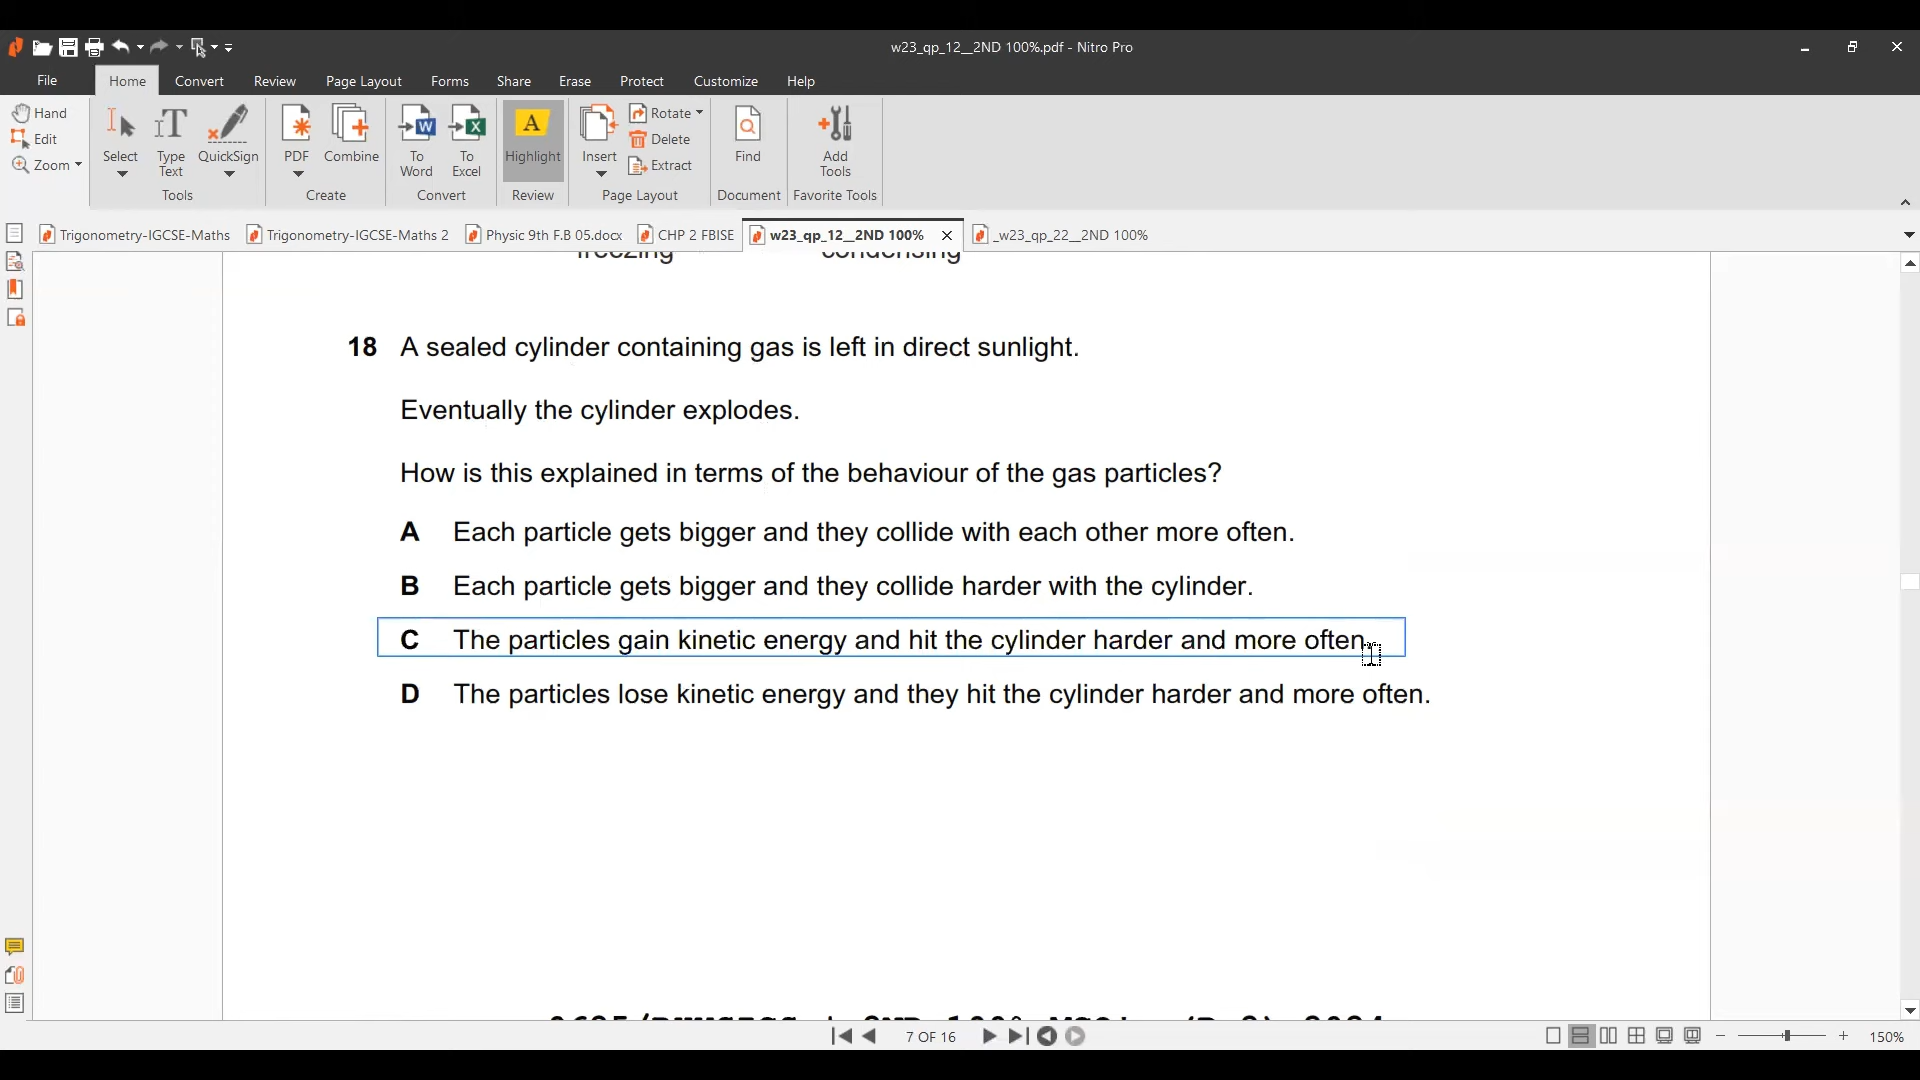 w23_qp_12__2ND 100%.pdf - Nitro Pro
File Home Convert Review Page Layout Forms Share Erase Protect Customize Help
Hand
Edit
Zoom
Select
Type Text
QuickSign
Tools
PDF
Combine
Create
To Word
To Excel
Convert
A
Highlight
Review
Insert
Rotate
Delete
Extract
Page Layout
Find
Document
Add Tools
Favorite Tools
Trigonometry-IGCSE-Maths Trigonometry-IGCSE-Maths 2 Physic 9th F.B 05.docx CHP 2 FBISE w23_qp_12__2ND 100% _w23_qp_22__2ND 100%
freezing condensing
18 A sealed cylinder containing gas is left in direct sunlight.
Eventually the cylinder explodes.
How is this explained in terms of the behaviour of the gas particles?
A Each particle gets bigger and they collide with each other more often.
B Each particle gets bigger and they collide harder with the cylinder.
C The particles gain kinetic energy and hit the cylinder harder and more often.
D The particles lose kinetic energy and they hit the cylinder harder and more often.
7 OF 16
150%